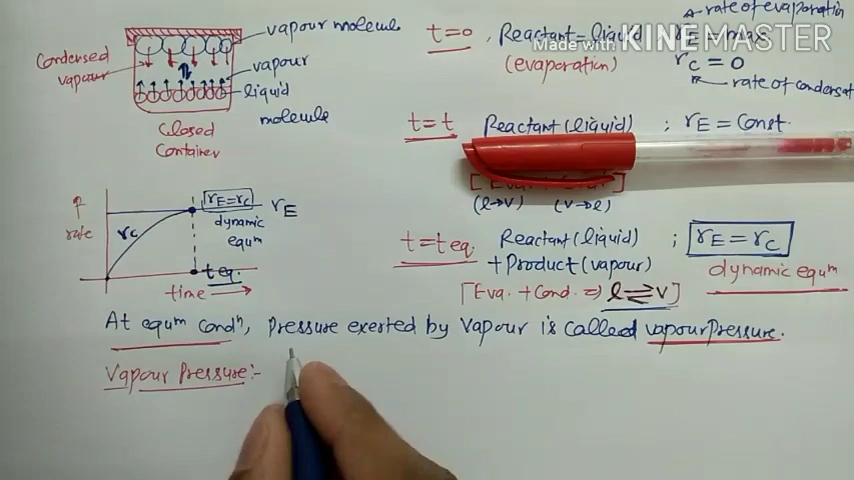 vapour molecule
Condensed
vapour
vapour
liquid
molecule
Closed
Container
t=0, Reactant=liquid
(evaporation)
rate of evaporation
rE = max
rC = 0
rate of condensat
Made with KINEMASTER
t=t Reactant (liquid) ; rE = Const.
(l→v) (v→l)
t=teq. Reactant (liquid) ; rE = rC
+ Product (vapour) dynamic equm
[Eva. + Cond. ⇒ l⇌v]
↑
rate
rC
rE=rC
rE
dynamic
equm
teq.
time →
At equm Condn, Pressure exerted by vapour is called vapour pressure.
Vapour Pressure:-